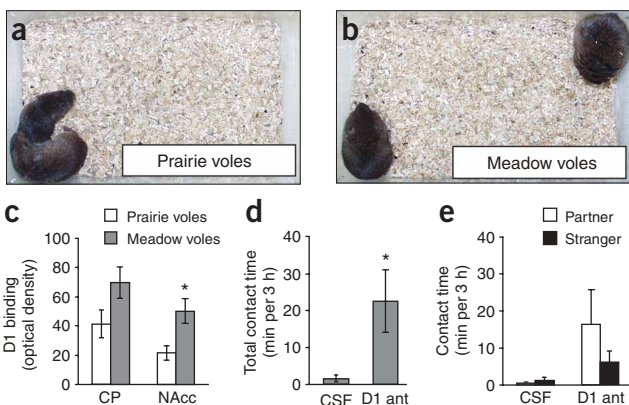 a
Prairie voles
b
Meadow voles
c
Prairie voles
Meadow voles
D1 binding
(optical density)
100
80
60
40
20
0
*
CP
NAcc
d
Total contact time
(min per 3 h)
40
30
20
10
0
*
CSF
D1 ant
e
Partner
Stranger
Contact time
(min per 3 h)
40
30
20
10
0
CSF
D1 ant